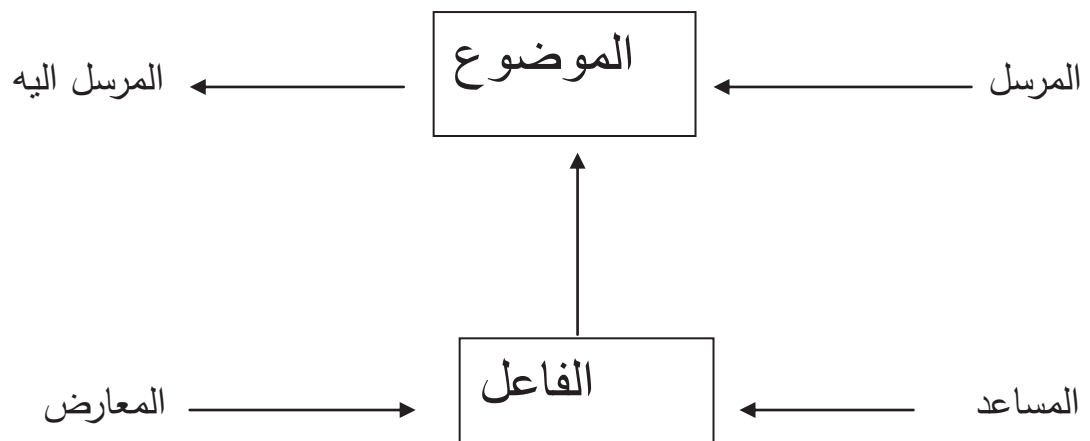 المرسل
الموضوع
المرسل اليه
المساعد
الفاعل
المعارض